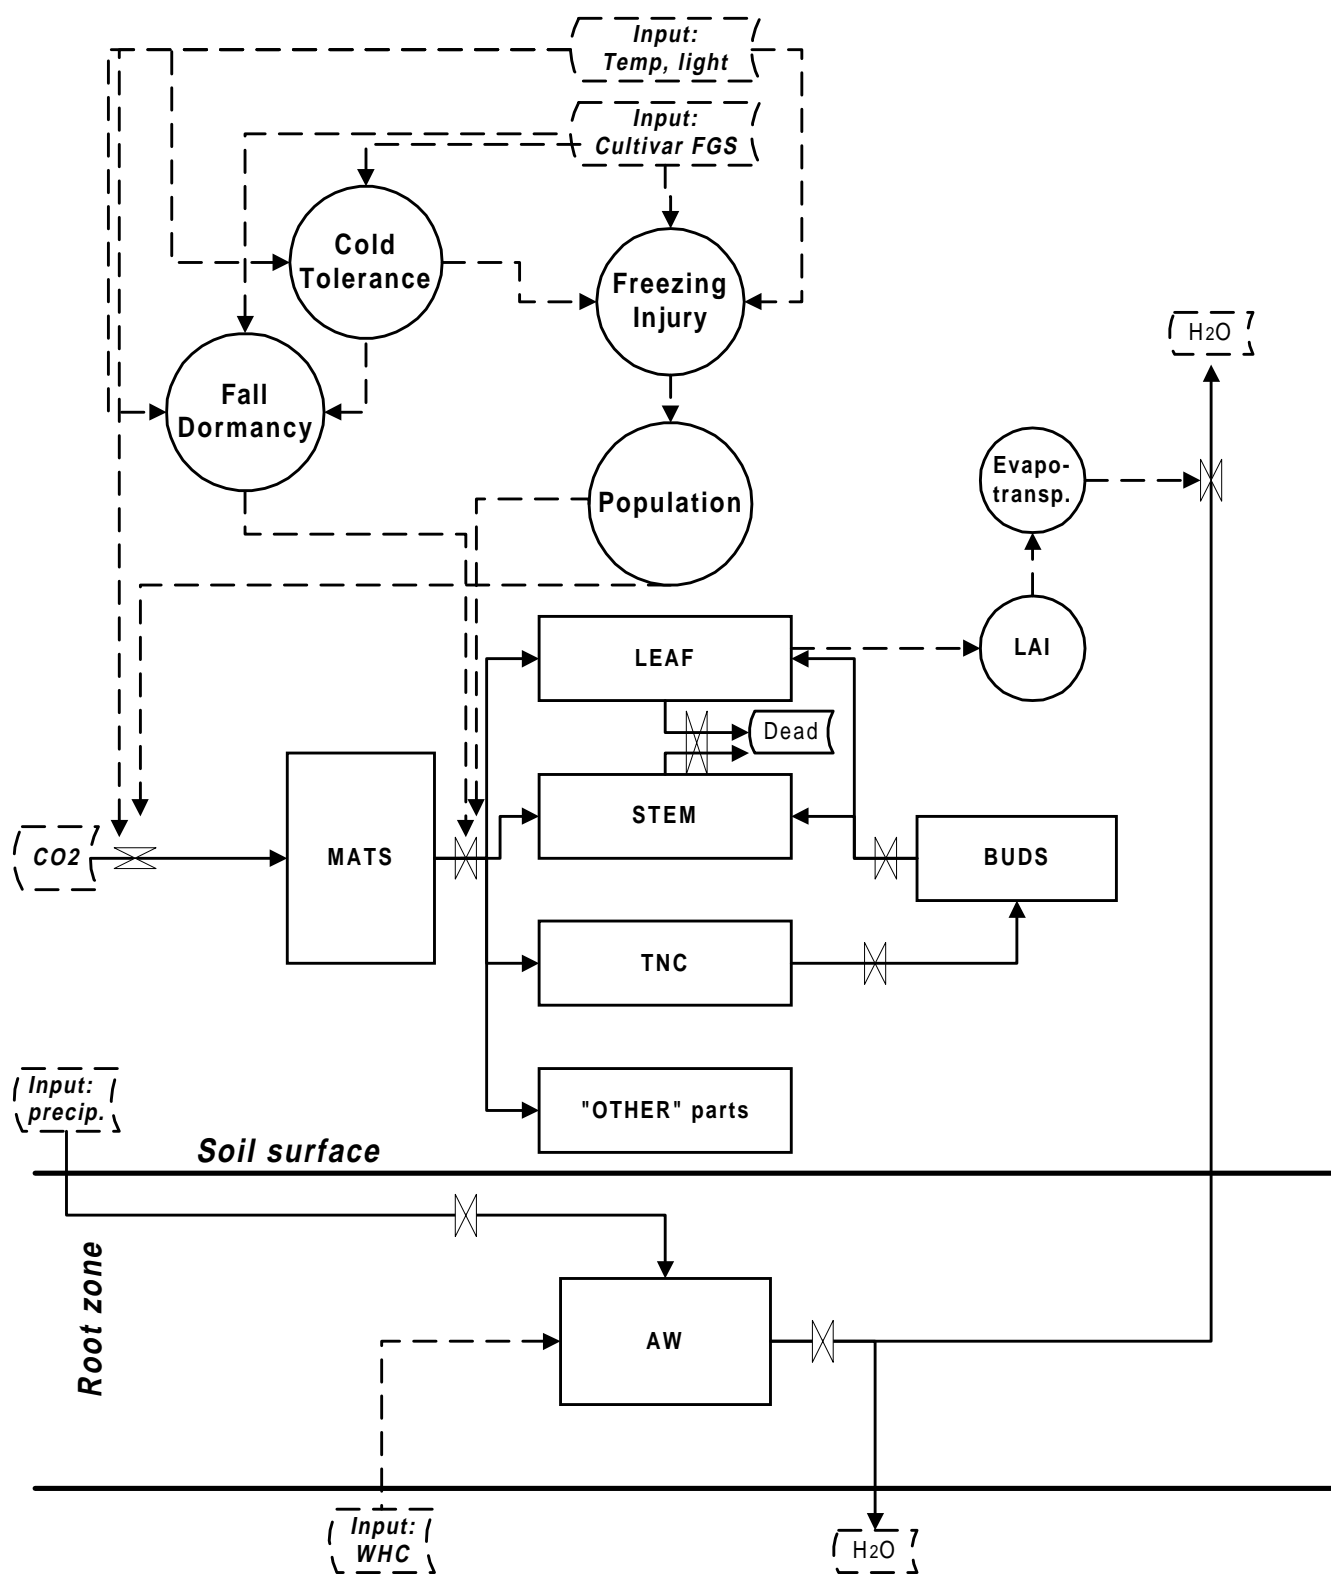 Input:
Temp, light
Input:
Cultivar FGS
Cold
Tolerance
Freezing
Injury
H2O
Fall
Dormancy
Evapo-
transp.
Population
LEAF
LAI
Dead
STEM
CO2
MATS
BUDS
TNC
Input:
precip.
"OTHER" parts
Soil surface
Root zone
AW
Input:
WHC
H2O